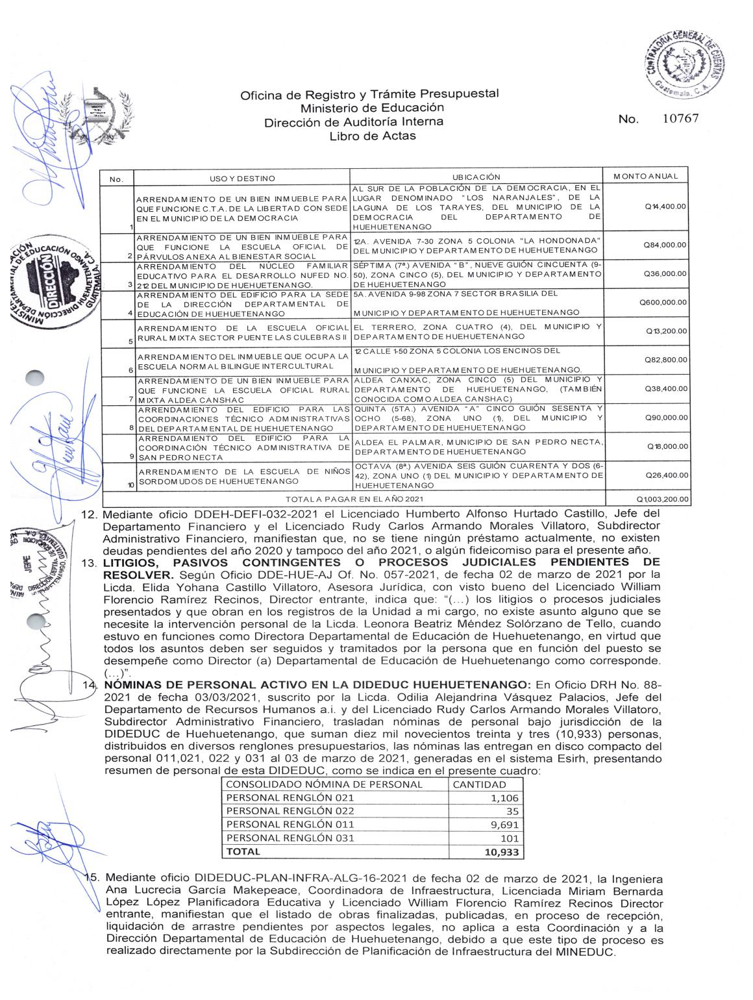 CONTRALORÍA GENERAL DE CUENTAS
Guatemala, C. A.
Oficina de Registro y Trámite Presupuestal
Ministerio de Educación
Dirección de Auditoría Interna
Libro de Actas
No. 10767
No. USO Y DESTINO UBICACIÓN MONTO ANUAL
1 ARRENDAMIENTO DE UN BIEN INMUEBLE PARA
QUE FUNCIONE C.T.A. DE LA LIBERTAD CON SEDE
EN EL MUNICIPIO DE LA DEMOCRACIA
AL SUR DE LA POBLACIÓN DE LA DEMOCRACIA, EN EL
LUGAR DENOMINADO "LOS NARANJALES", DE LA
LAGUNA DE LOS TARAYES, DEL MUNICIPIO DE LA
DEMOCRACIA DEL DEPARTAMENTO DE
HUEHUETENANGO
Q14,400.00
2 ARRENDAMIENTO DE UN BIEN INMUEBLE PARA
QUE FUNCIONE LA ESCUELA OFICIAL DE
PÁRVULOS ANEXA AL BIENESTAR SOCIAL
12A. AVENIDA 7-30 ZONA 5 COLONIA "LA HONDONADA"
DEL MUNICIPIO Y DEPARTAMENTO DE HUEHUETENANGO
Q84,000.00
3 ARRENDAMIENTO DEL NÚCLEO FAMILIAR
EDUCATIVO PARA EL DESARROLLO NUFED NO.
212 DEL MUNICIPIO DE HUEHUETENANGO.
SÉPTIMA (7ª.) AVENIDA "B", NUEVE GUIÓN CINCUENTA (9-
50), ZONA CINCO (5), DEL MUNICIPIO Y DEPARTAMENTO
DE HUEHUETENANGO
Q36,000.00
4 ARRENDAMIENTO DEL EDIFICIO PARA LA SEDE
DE LA DIRECCIÓN DEPARTAMENTAL DE
EDUCACIÓN DE HUEHUETENANGO
5A. AVENIDA 9-98 ZONA 7 SECTOR BRASILIA DEL
MUNICIPIO Y DEPARTAMENTO DE HUEHUETENANGO
Q600,000.00
5 ARRENDAMIENTO DE LA ESCUELA OFICIAL
RURAL MIXTA SECTOR PUENTE LAS CULEBRAS II
EL TERRERO, ZONA CUATRO (4), DEL MUNICIPIO Y
DEPARTAMENTO DE HUEHUETENANGO
Q13,200.00
6 ARRENDAMIENTO DEL INMUEBLE QUE OCUPA LA
ESCUELA NORMAL BILINGUE INTERCULTURAL
12 CALLE 1-50 ZONA 5 COLONIA LOS ENCINOS DEL
MUNICIPIO Y DEPARTAMENTO DE HUEHUETENANGO.
Q82,800.00
7 ARRENDAMIENTO DE UN BIEN INMUEBLE PARA
QUE FUNCIONE LA ESCUELA OFICIAL RURAL
MIXTA ALDEA CANSHAC
ALDEA CANXAC, ZONA CINCO (5) DEL MUNICIPIO Y
DEPARTAMENTO DE HUEHUETENANGO, (TAMBIÉN
CONOCIDA COMO ALDEA CANSHAC)
Q38,400.00
8 ARRENDAMIENTO DEL EDIFICIO PARA LAS
COORDINACIONES TÉCNICO ADMINISTRATIVAS
DEL DEPARTAMENTAL DE HUEHUETENANGO
QUINTA (5TA.) AVENIDA "A" CINCO GUIÓN SESENTA Y
OCHO (5-68), ZONA UNO (1), DEL MUNICIPIO Y
DEPARTAMENTO DE HUEHUETENANGO
Q90,000.00
9 ARRENDAMIENTO DEL EDIFICIO PARA LA
COORDINACIÓN TÉCNICO ADMINISTRATIVA DE
SAN PEDRO NECTA
ALDEA EL PALMAR, MUNICIPIO DE SAN PEDRO NECTA,
DEPARTAMENTO DE HUEHUETENANGO
Q18,000.00
10 ARRENDAMIENTO DE LA ESCUELA DE NIÑOS
SORDOMUDOS DE HUEHUETENANGO
OCTAVA (8ª.) AVENIDA SEIS GUIÓN CUARENTA Y DOS (6-
42), ZONA UNO (1) DEL MUNICIPIO Y DEPARTAMENTO DE
HUEHUETENANGO
Q26,400.00
TOTAL A PAGAR EN EL AÑO 2021 Q1,003,200.00
12. Mediante oficio DDEH-DEFI-032-2021 el Licenciado Humberto Alfonso Hurtado Castillo, Jefe del
Departamento Financiero y el Licenciado Rudy Carlos Armando Morales Villatoro, Subdirector
Administrativo Financiero, manifiestan que, no se tiene ningún préstamo actualmente, no existen
deudas pendientes del año 2020 y tampoco del año 2021, o algún fideicomiso para el presente año.
13. LITIGIOS, PASIVOS CONTINGENTES O PROCESOS JUDICIALES PENDIENTES DE
RESOLVER. Según Oficio DDE-HUE-AJ Of. No. 057-2021, de fecha 02 de marzo de 2021 por la
Licda. Elida Yohana Castillo Villatoro, Asesora Jurídica, con visto bueno del Licenciado William
Florencio Ramírez Recinos, Director entrante, indica que: "(...) los litigios o procesos judiciales
presentados y que obran en los registros de la Unidad a mi cargo, no existe asunto alguno que se
necesite la intervención personal de la Licda. Leonora Beatriz Méndez Solórzano de Tello, cuando
estuvo en funciones como Directora Departamental de Educación de Huehuetenango, en virtud que
todos los asuntos deben ser seguidos y tramitados por la persona que en función del puesto se
desempeñe como Director (a) Departamental de Educación de Huehuetenango como corresponde.
(...)".
14. NÓMINAS DE PERSONAL ACTIVO EN LA DIDEDUC HUEHUETENANGO: En Oficio DRH No. 88-
2021 de fecha 03/03/2021, suscrito por la Licda. Odilia Alejandrina Vásquez Palacios, Jefe del
Departamento de Recursos Humanos a.i. y del Licenciado Rudy Carlos Armando Morales Villatoro,
Subdirector Administrativo Financiero, trasladan nóminas de personal bajo jurisdicción de la
DIDEDUC de Huehuetenango, que suman diez mil novecientos treinta y tres (10,933) personas,
distribuidos en diversos renglones presupuestarios, las nóminas las entregan en disco compacto del
personal 011,021, 022 y 031 al 03 de marzo de 2021, generadas en el sistema Esirh, presentando
resumen de personal de esta DIDEDUC, como se indica en el presente cuadro:
CONSOLIDADO NÓMINA DE PERSONAL CANTIDAD
PERSONAL RENGLÓN 021 1,106
PERSONAL RENGLÓN 022 35
PERSONAL RENGLÓN 011 9,691
PERSONAL RENGLÓN 031 101
TOTAL 10,933
15. Mediante oficio DIDEDUC-PLAN-INFRA-ALG-16-2021 de fecha 02 de marzo de 2021, la Ingeniera
Ana Lucrecia García Makepeace, Coordinadora de Infraestructura, Licenciada Miriam Bernarda
López López Planificadora Educativa y Licenciado William Florencio Ramírez Recinos Director
entrante, manifiestan que el listado de obras finalizadas, publicadas, en proceso de recepción,
liquidación de arrastre pendientes por aspectos legales, no aplica a esta Coordinación y a la
Dirección Departamental de Educación de Huehuetenango, debido a que este tipo de proceso es
realizado directamente por la Subdirección de Planificación de Infraestructura del MINEDUC.
DIRECCIÓN
JEFE